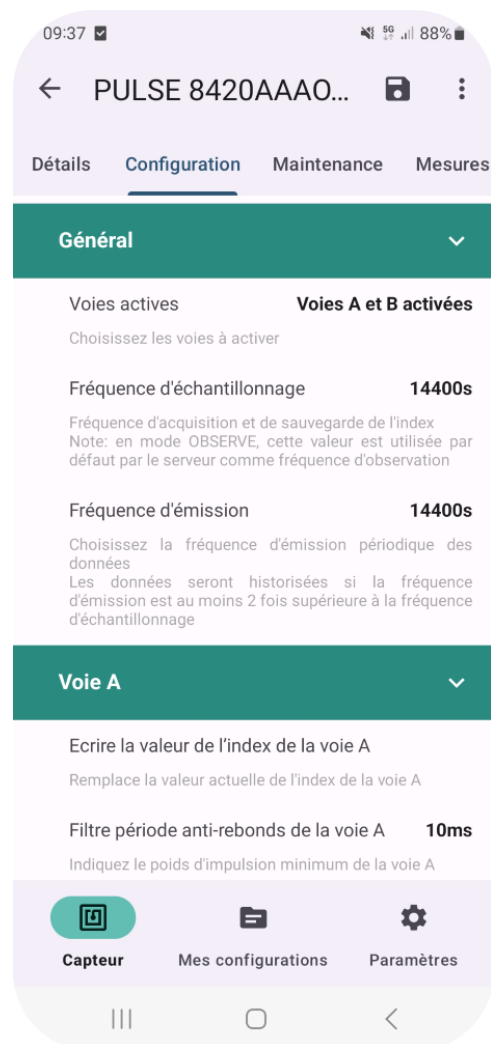 09:37 5G 88%
PULSE 8420AAAO...
Détails Configuration Maintenance Mesures
Général
Voies actives Voies A et B activées
Choisissez les voies à activer
Fréquence d'échantillonnage 14400s
Fréquence d'acquisition et de sauvegarde de l'index
Note: en mode OBSERVE, cette valeur est utilisée par
défaut par le serveur comme fréquence d'observation
Fréquence d'émission 14400s
Choisissez la fréquence d'émission périodique des
données
Les données seront historisées si la fréquence
d'émission est au moins 2 fois supérieure à la fréquence
d'échantillonnage
Voie A
Ecrire la valeur de l'index de la voie A
Remplace la valeur actuelle de l'index de la voie A
Filtre période anti-rebonds de la voie A 10ms
Indiquez le poids d'impulsion minimum de la voie A
Capteur Mes configurations Paramètres